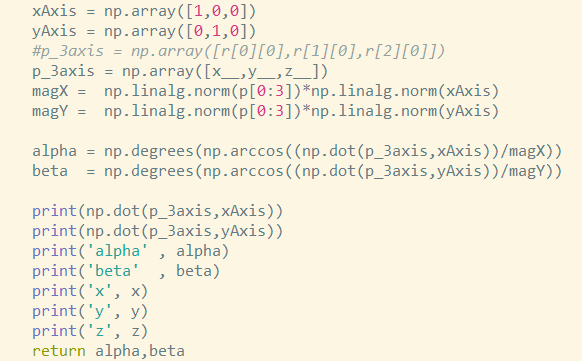 xAxis = np.array([1,0,0])
yAxis = np.array([0,1,0])
#p_3axis = np.array([r[0][0],r[1][0],r[2][0]])
p_3axis = np.array([x__,y__,z__])
magX =  np.linalg.norm(p[0:3])*np.linalg.norm(xAxis)
magY =  np.linalg.norm(p[0:3])*np.linalg.norm(yAxis)
alpha = np.degrees(np.arccos((np.dot(p_3axis,xAxis))/magX))
beta  = np.degrees(np.arccos((np.dot(p_3axis,yAxis))/magY))
print(np.dot(p_3axis,xAxis))
print(np.dot(p_3axis,yAxis))
print('alpha' , alpha)
print('beta'  , beta)
print('x', x)
print('y', y)
print('z', z)
return alpha,beta